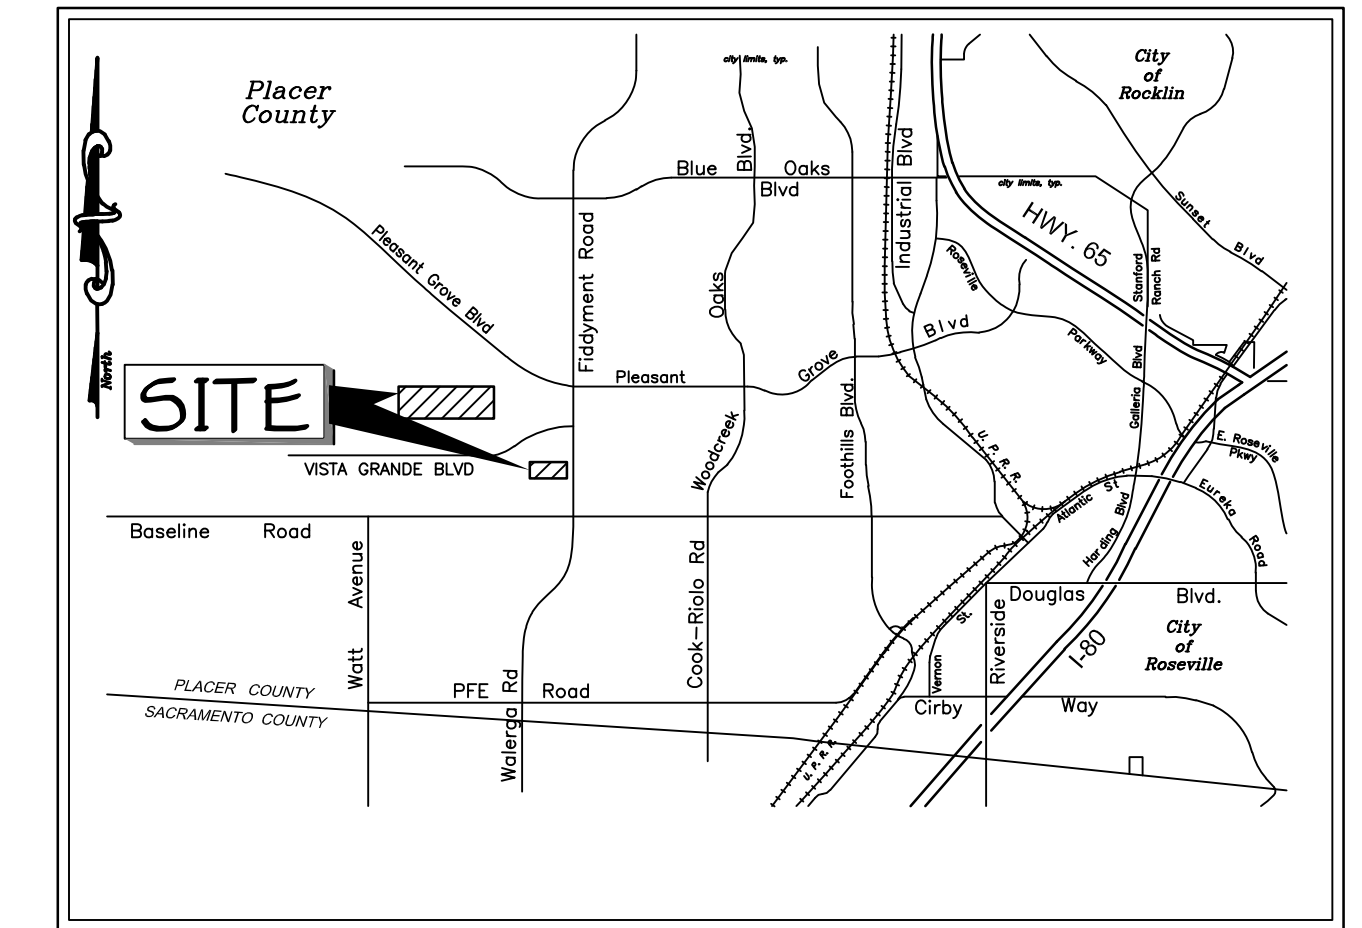 city limits, typ.
City
of
Rocklin
Placer
County
Blue Oaks
Blvd
Blvd.
Industrial Blvd
city limits, typ.
Sunset Blvd
HWY. 65
Pleasant Grove Blvd
Fiddyment Road
Oaks
Roseville
Parkway
Stanford
Ranch Rd
Galleria Blvd
North
SITE
Pleasant Grove Blvd
Woodcreek
Foothills Blvd.
U. P. R. R.
E. Roseville
Pkwy
VISTA GRANDE BLVD
Atlantic St
Eureka Road
Harding Blvd
Baseline Road
Watt Avenue
Cook-Riolo Rd
Douglas Blvd.
City
of
Roseville
St.
Vernon
Riverside
I-80
PLACER COUNTY
SACRAMENTO COUNTY
PFE Road
Walerga Rd
Cirby Way
U. P. R. R.